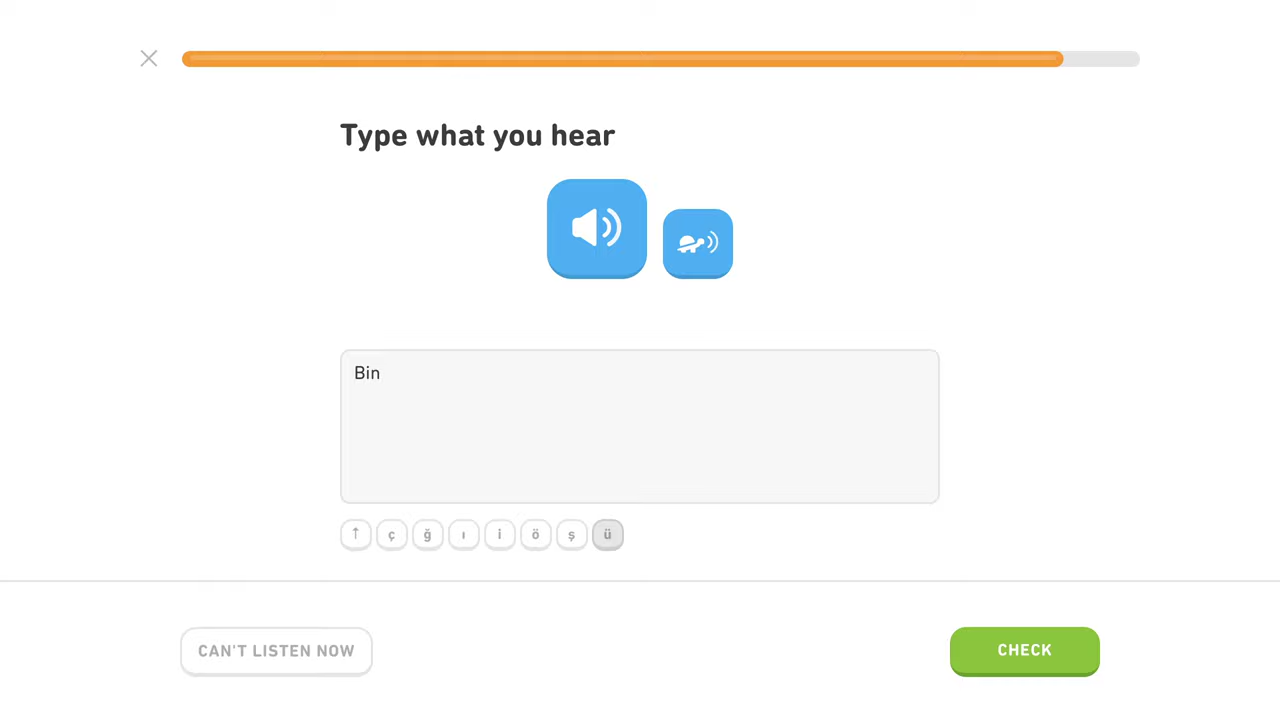 Type what you hear
Bin
↑ ç ğ ı i ö ş ü
CAN'T LISTEN NOW
CHECK